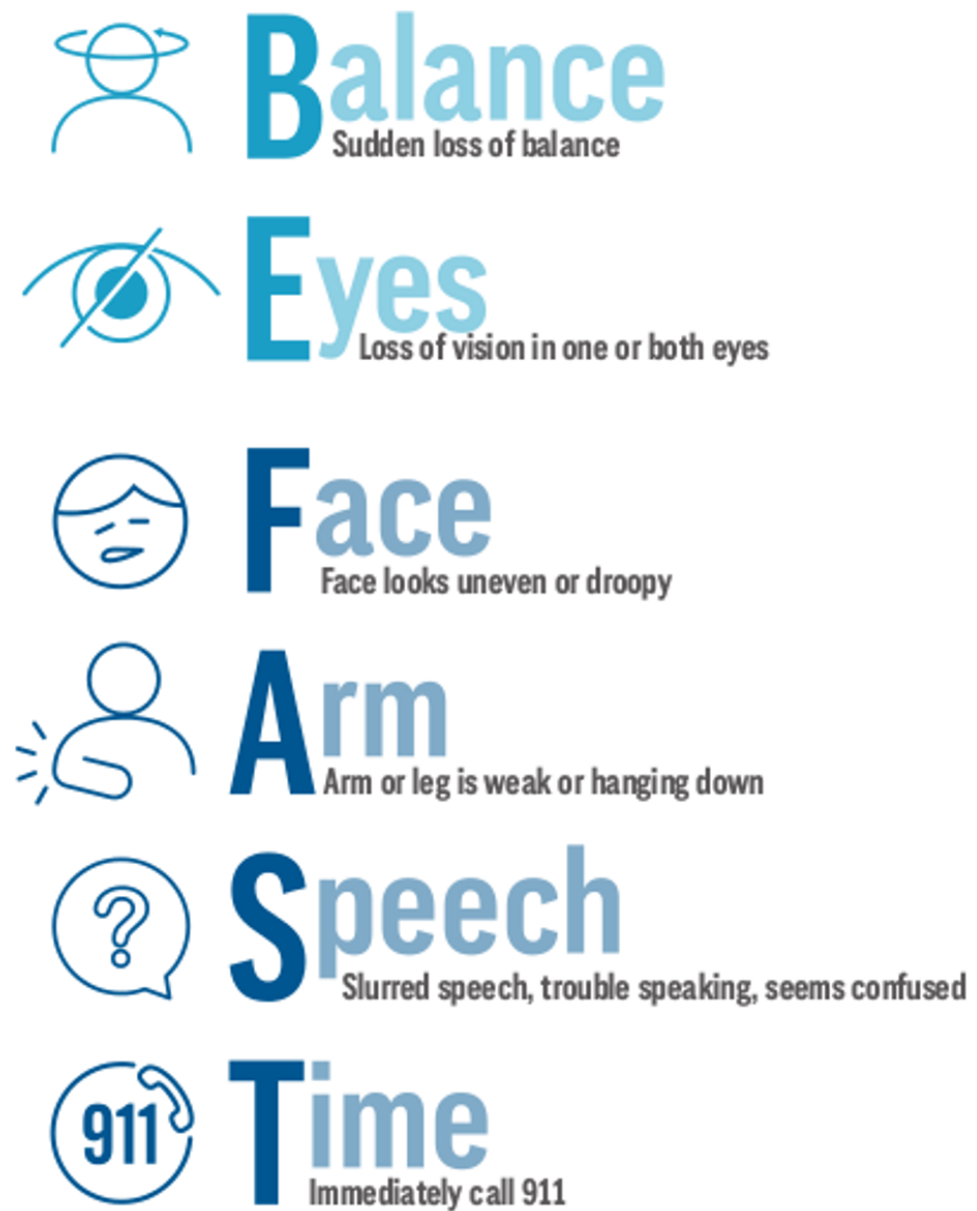 Balance
Sudden loss of balance
Eyes
Loss of vision in one or both eyes
Face
Face looks uneven or droopy
Arm
Arm or leg is weak or hanging down
?
Speech
Slurred speech, trouble speaking, seems confused
911
Time
Immediately call 911